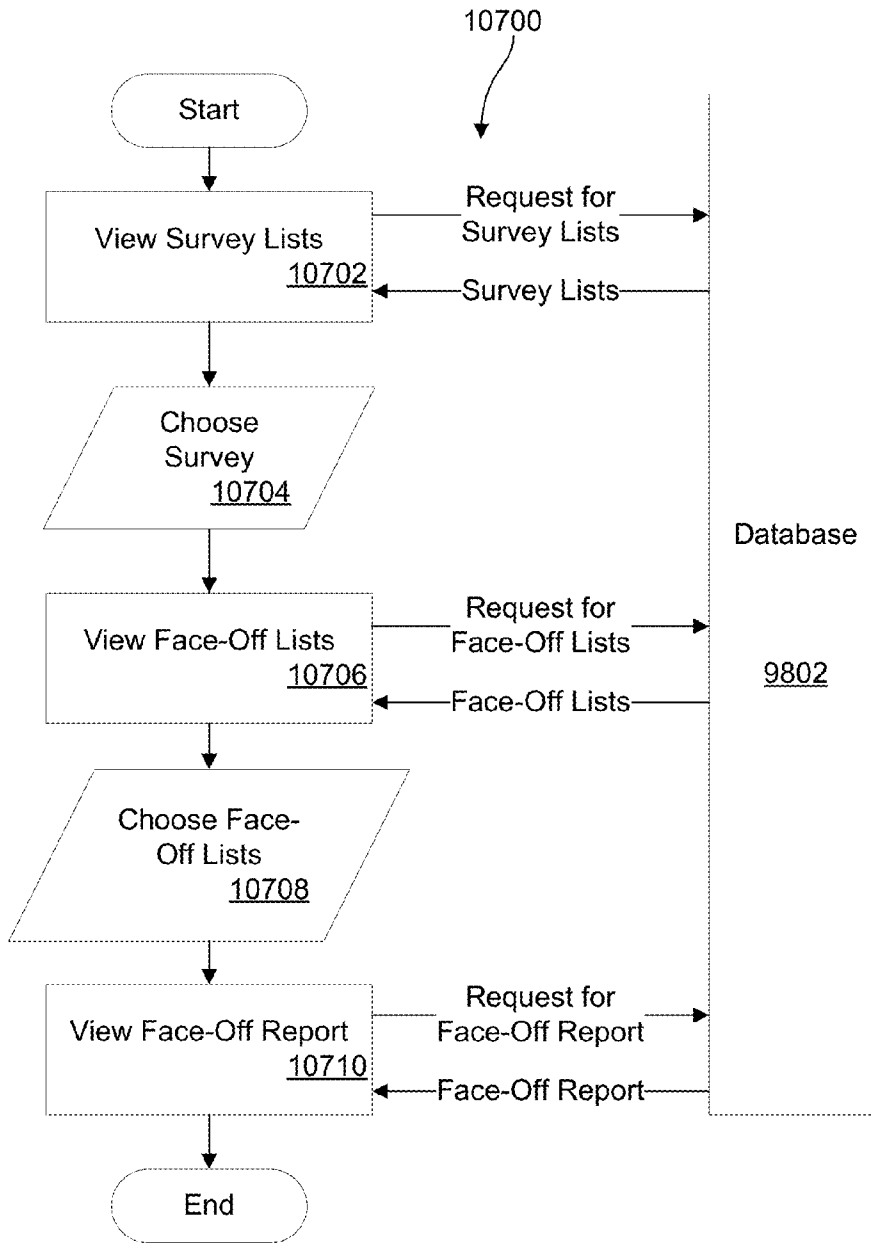 10700
Start
View Survey Lists
10702
Request for
Survey Lists
Survey Lists
Choose
Survey
10704
Database
9802
View Face-Off Lists
10706
Request for
Face-Off Lists
Face-Off Lists
Choose Face-
Off Lists
10708
View Face-Off Report
10710
Request for
Face-Off Report
Face-Off Report
End